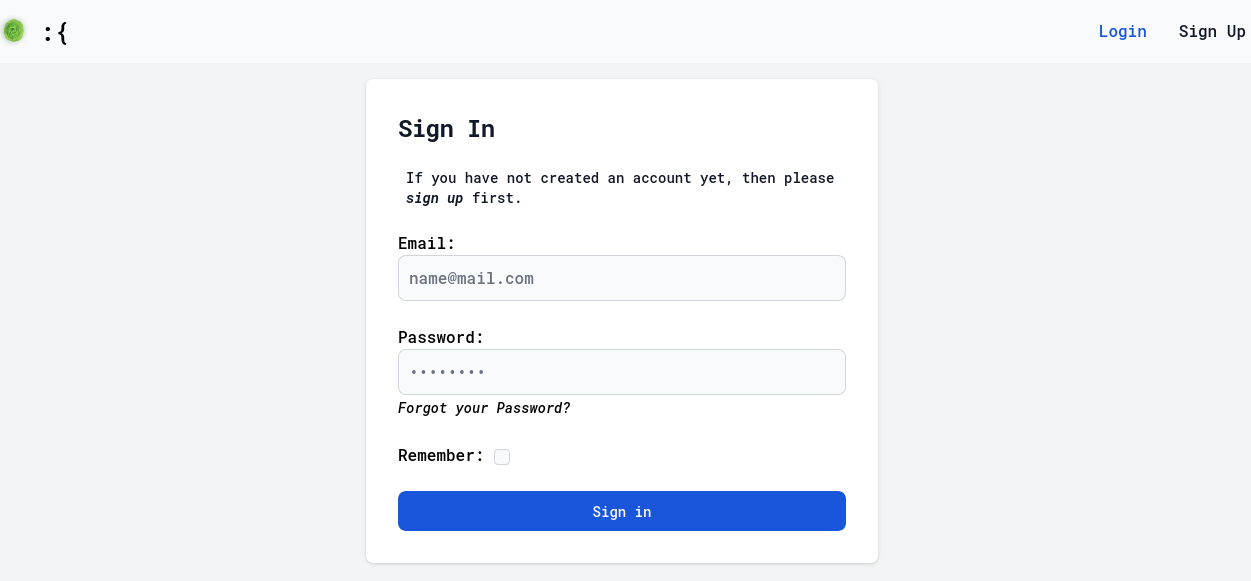 :{
Login
Sign Up
Sign In
If you have not created an account yet, then please
sign up first.
Email:
name@mail.com
Password:
••••••••
Forgot your Password?
Remember:
Sign in